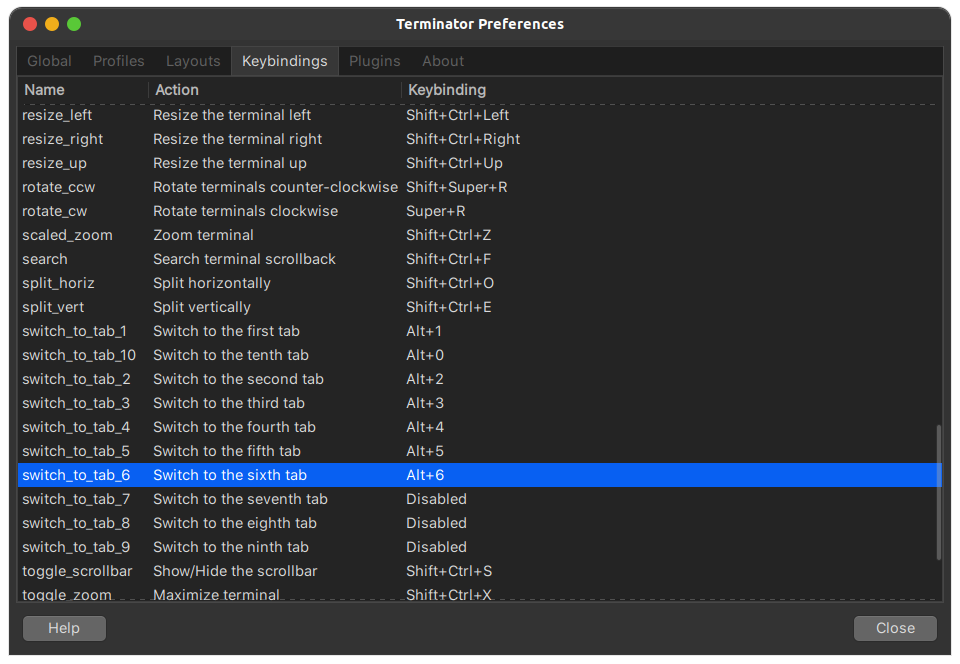 Terminator Preferences
Global Profiles Layouts Keybindings Plugins About
Name Action Keybinding
resize_left Resize the terminal left Shift+Ctrl+Left
resize_right Resize the terminal right Shift+Ctrl+Right
resize_up Resize the terminal up Shift+Ctrl+Up
rotate_ccw Rotate terminals counter-clockwise Shift+Super+R
rotate_cw Rotate terminals clockwise Super+R
scaled_zoom Zoom terminal Shift+Ctrl+Z
search Search terminal scrollback Shift+Ctrl+F
split_horiz Split horizontally Shift+Ctrl+O
split_vert Split vertically Shift+Ctrl+E
switch_to_tab_1 Switch to the first tab Alt+1
switch_to_tab_10 Switch to the tenth tab Alt+0
switch_to_tab_2 Switch to the second tab Alt+2
switch_to_tab_3 Switch to the third tab Alt+3
switch_to_tab_4 Switch to the fourth tab Alt+4
switch_to_tab_5 Switch to the fifth tab Alt+5
switch_to_tab_6 Switch to the sixth tab Alt+6
switch_to_tab_7 Switch to the seventh tab Disabled
switch_to_tab_8 Switch to the eighth tab Disabled
switch_to_tab_9 Switch to the ninth tab Disabled
toggle_scrollbar Show/Hide the scrollbar Shift+Ctrl+S
toggle_zoom Maximize terminal Shift+Ctrl+X
Help Close